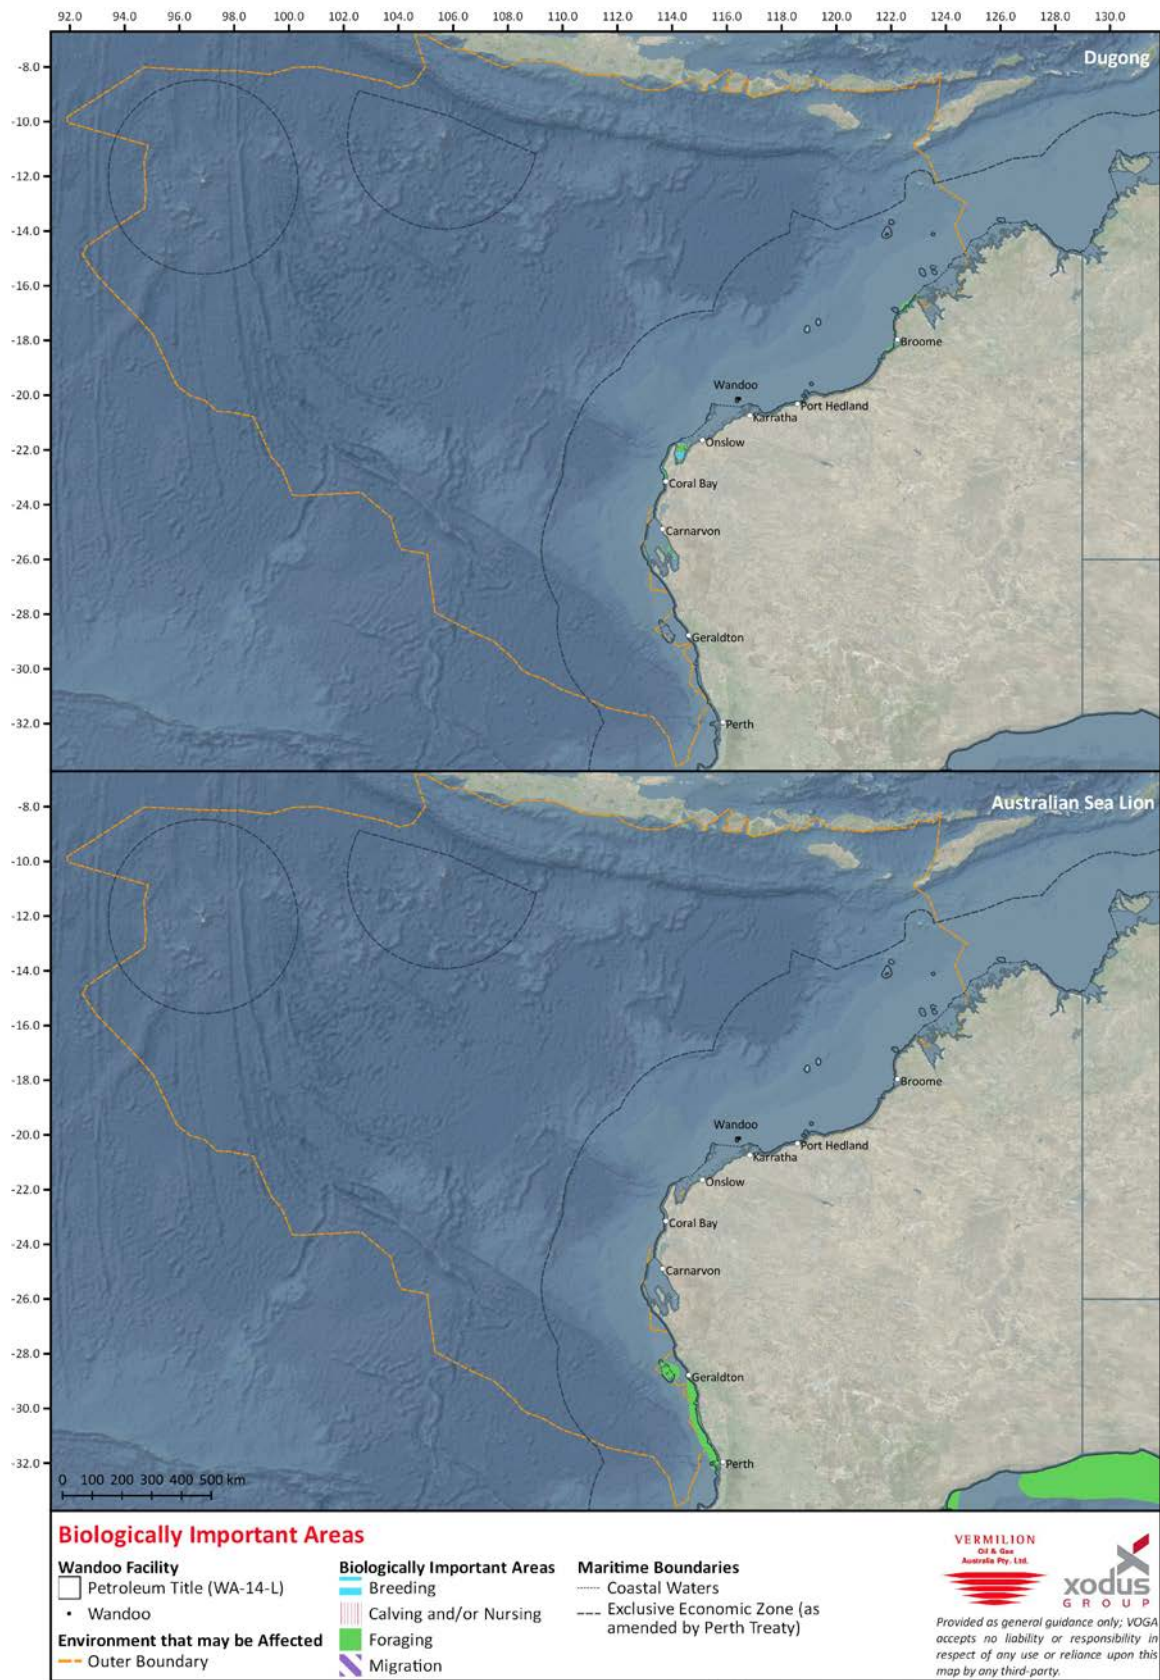 92.0 94.0 96.0 98.0 100.0 102.0 104.0 106.0 108.0 110.0 112.0 114.0 116.0 118.0 120.0 122.0 124.0 126.0 128.0 130.0
Dugong
-8.0
-10.0
-12.0
-14.0
-16.0
-18.0
-20.0
-22.0
-24.0
-26.0
-28.0
-30.0
-32.0
Broome
Wandoo
Port Hedland
Karratha
Onslow
Coral Bay
Carnarvon
Geraldton
Perth
Australian Sea Lion
-8.0
-10.0
-12.0
-14.0
-16.0
-18.0
-20.0
-22.0
-24.0
-26.0
-28.0
-30.0
-32.0
Broome
Wandoo
Port Hedland
Karratha
Onslow
Coral Bay
Carnarvon
Geraldton
Perth
0 100 200 300 400 500 km
Biologically Important Areas
Wandoo Facility
Petroleum Title (WA-14-L)
Wandoo
Environment that may be Affected
Outer Boundary
Biologically Important Areas
Breeding
Calving and/or Nursing
Foraging
Migration
Maritime Boundaries
Coastal Waters
Exclusive Economic Zone (as
amended by Perth Treaty)
VERMILION
Oil & Gas
Australia Pty. Ltd.
xodus
GROUP
Provided as general guidance only; VOGA
accepts no liability or responsibility in
respect of any use or reliance upon this
map by any third-party.